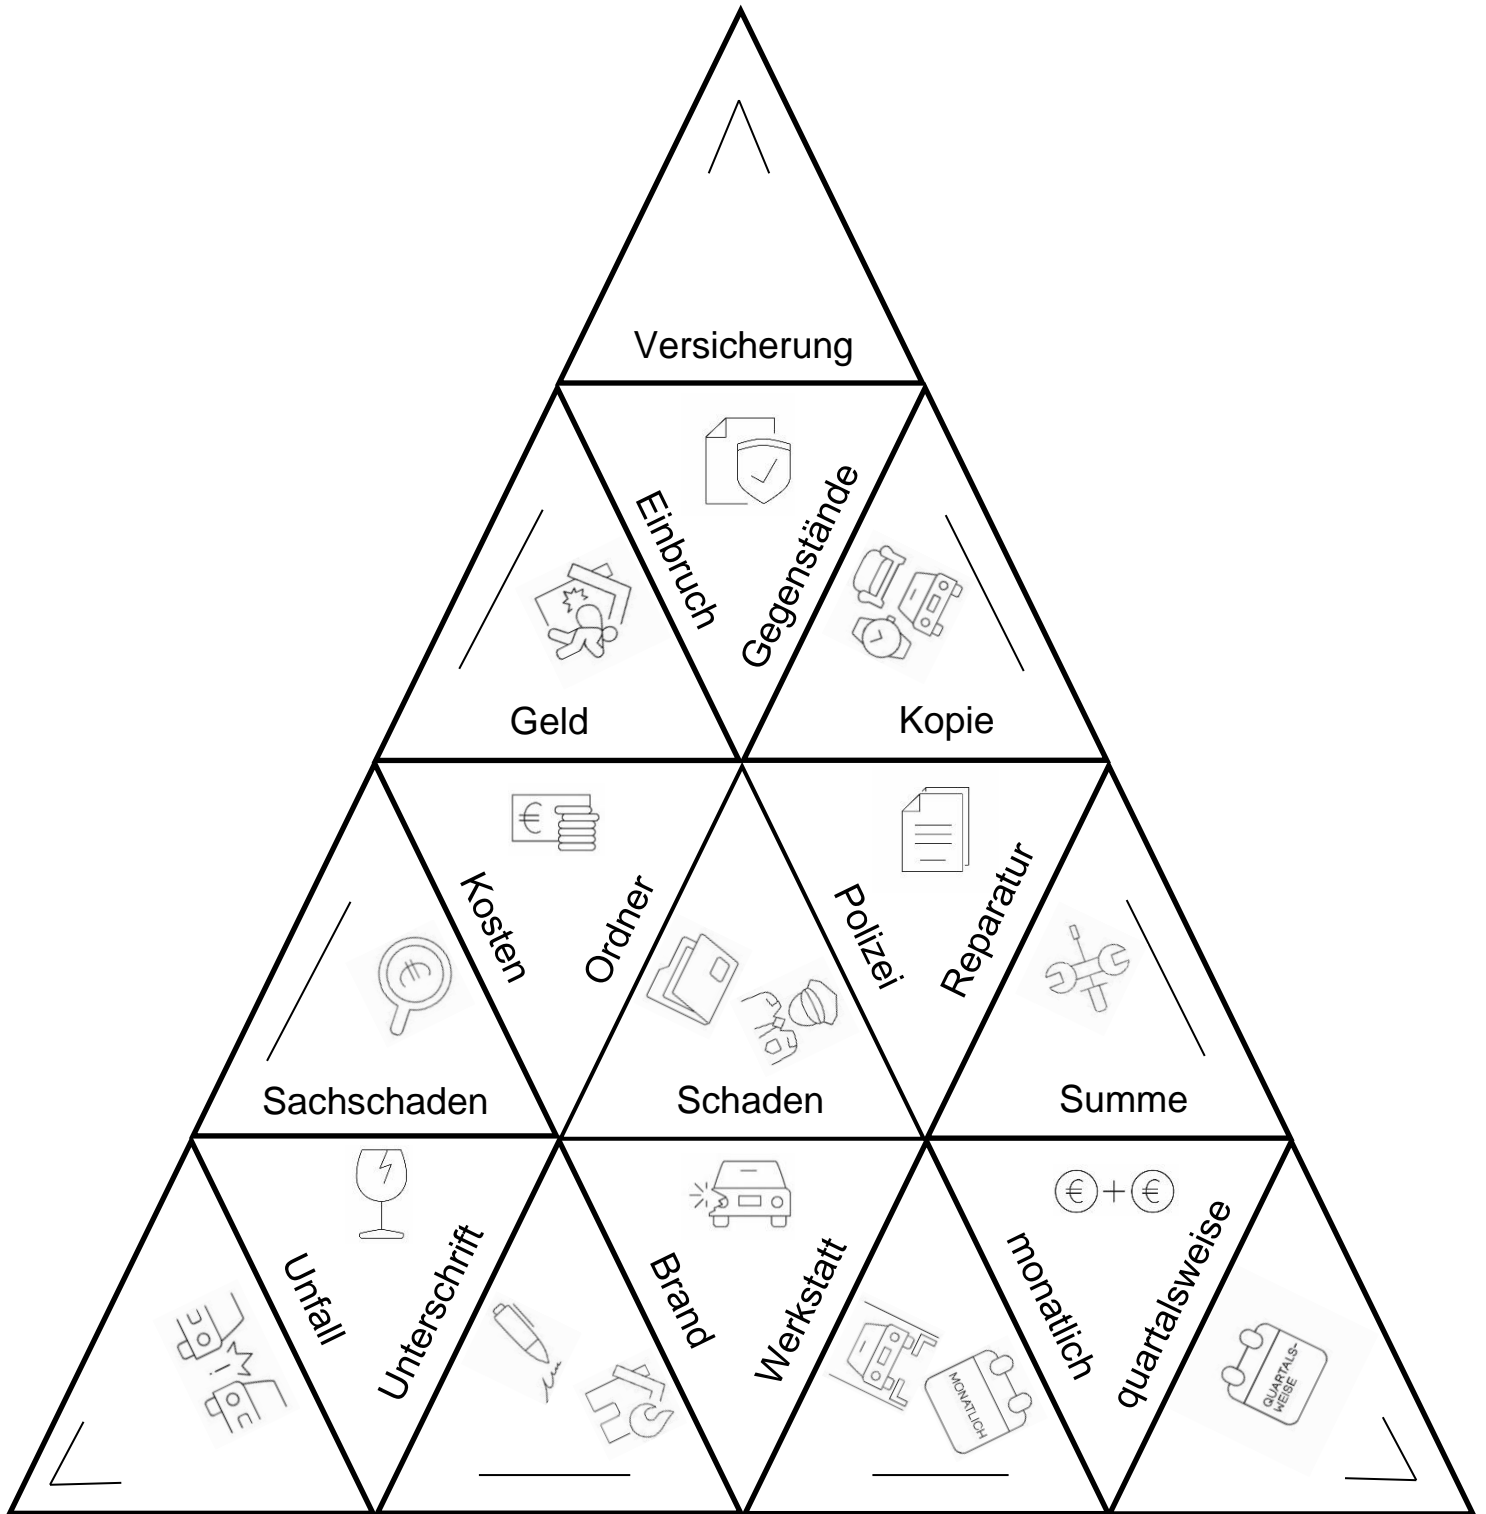 Versicherung
Einbruch
Gegenstände
Geld
Kopie
€
Kosten
Ordner
Polizei
Reparatur
€
Sachschaden
Schaden
Summe
Unfall
Unterschrift
Brand
Werkstatt
€ + €
monatlich
quartalsweise
!
MONATLICH
QUARTALS-
WEISE